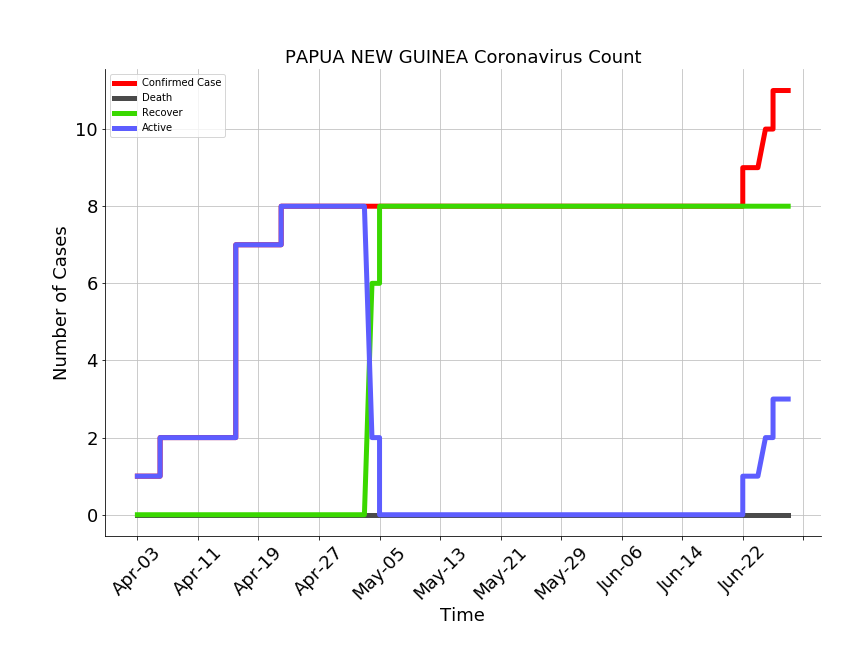 PAPUA NEW GUINEA Coronavirus Count
Confirmed Case
Death
Recover
Active
Number of Cases
10
8
6
4
2
0
Apr-03
Apr-11
Apr-19
Apr-27
May-05
May-13
May-21
May-29
Jun-06
Jun-14
Jun-22
Time